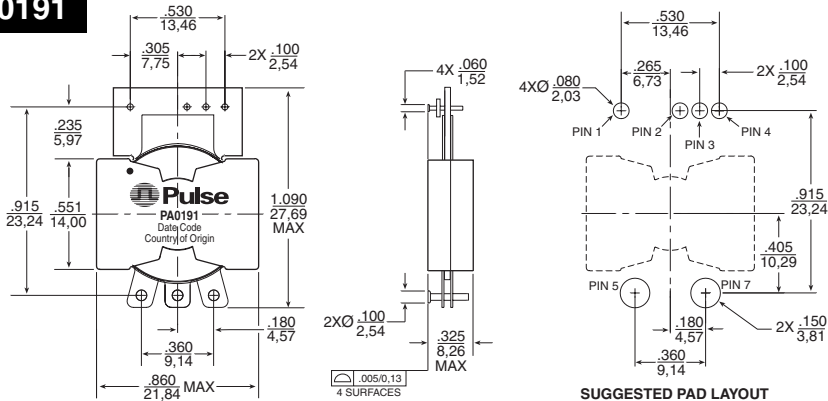 0191
.530
13,46
.305
7,75
2X .100
2,54
.235
5,97
.915
23,24
.551
14,00
Pulse
PA0191
Date Code
Country of Origin
1.090
27,69
MAX
.180
4,57
.360
9,14
.860
21,84
MAX
4X .060
1,52
2XØ .100
2,54
.325
8,26
MAX
.005/0,13
4 SURFACES
.530
13,46
.265
6,73
2X .100
2,54
4XØ .080
2,03
PIN 1
PIN 2
PIN 3
PIN 4
.915
23,24
.405
10,29
PIN 5
PIN 7
.180
4,57
2X .150
3,81
.360
9,14
SUGGESTED PAD LAYOUT